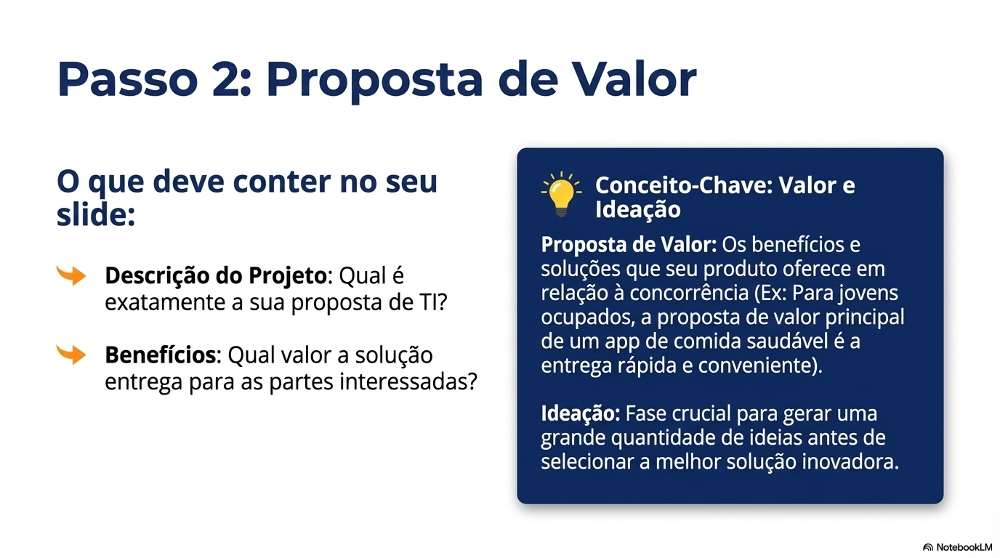 Passo 2: Proposta de Valor
O que deve conter no seu
slide:
Descrição do Projeto: Qual é
exatamente a sua proposta de TI?
Benefícios: Qual valor a solução
entrega para as partes interessadas?
Conceito-Chave: Valor e
Ideação
Proposta de Valor: Os benefícios e
soluções que seu produto oferece em
relação à concorrência (Ex: Para jovens
ocupados, a proposta de valor principal
de um app de comida saudável é a
entrega rápida e conveniente).
Ideação: Fase crucial para gerar uma
grande quantidade de ideias antes de
selecionar a melhor solução inovadora.
NotebookLM